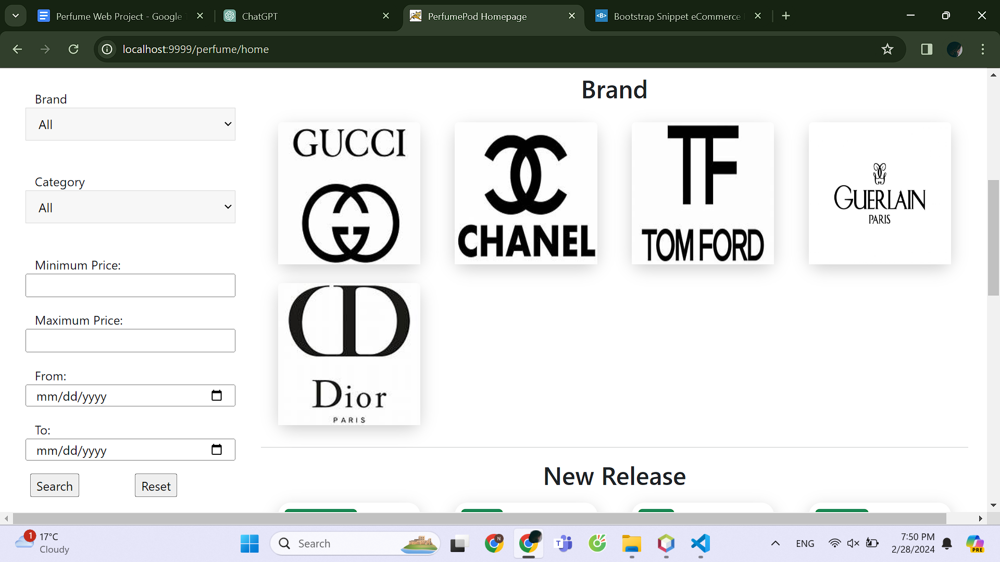 Perfume Web Project - Google
ChatGPT
PerfumePod Homepage
Bootstrap Snippet eCommerce
localhost:9999/perfume/home
Brand
All
Category
All
Minimum Price:
Maximum Price:
From:
mm/dd/yyyy
To:
mm/dd/yyyy
Search
Reset
Brand
GUCCI
CHANEL
TF
TOM FORD
GUERLAIN
PARIS
CD
Dior
PARIS
New Release
1
17°C
Cloudy
Search
N
T
ENG
7:50 PM
2/28/2024
PRE